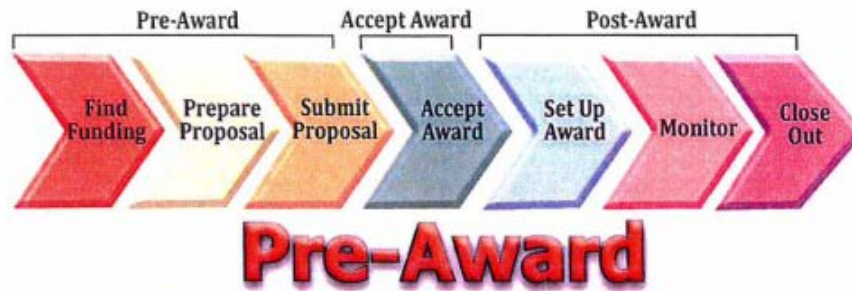 Pre-Award
Accept Award
Post-Award
Find
Funding
Prepare
Proposal
Submit
Proposal
Accept
Award
Set Up
Award
Monitor
Close
Out
Pre-Award